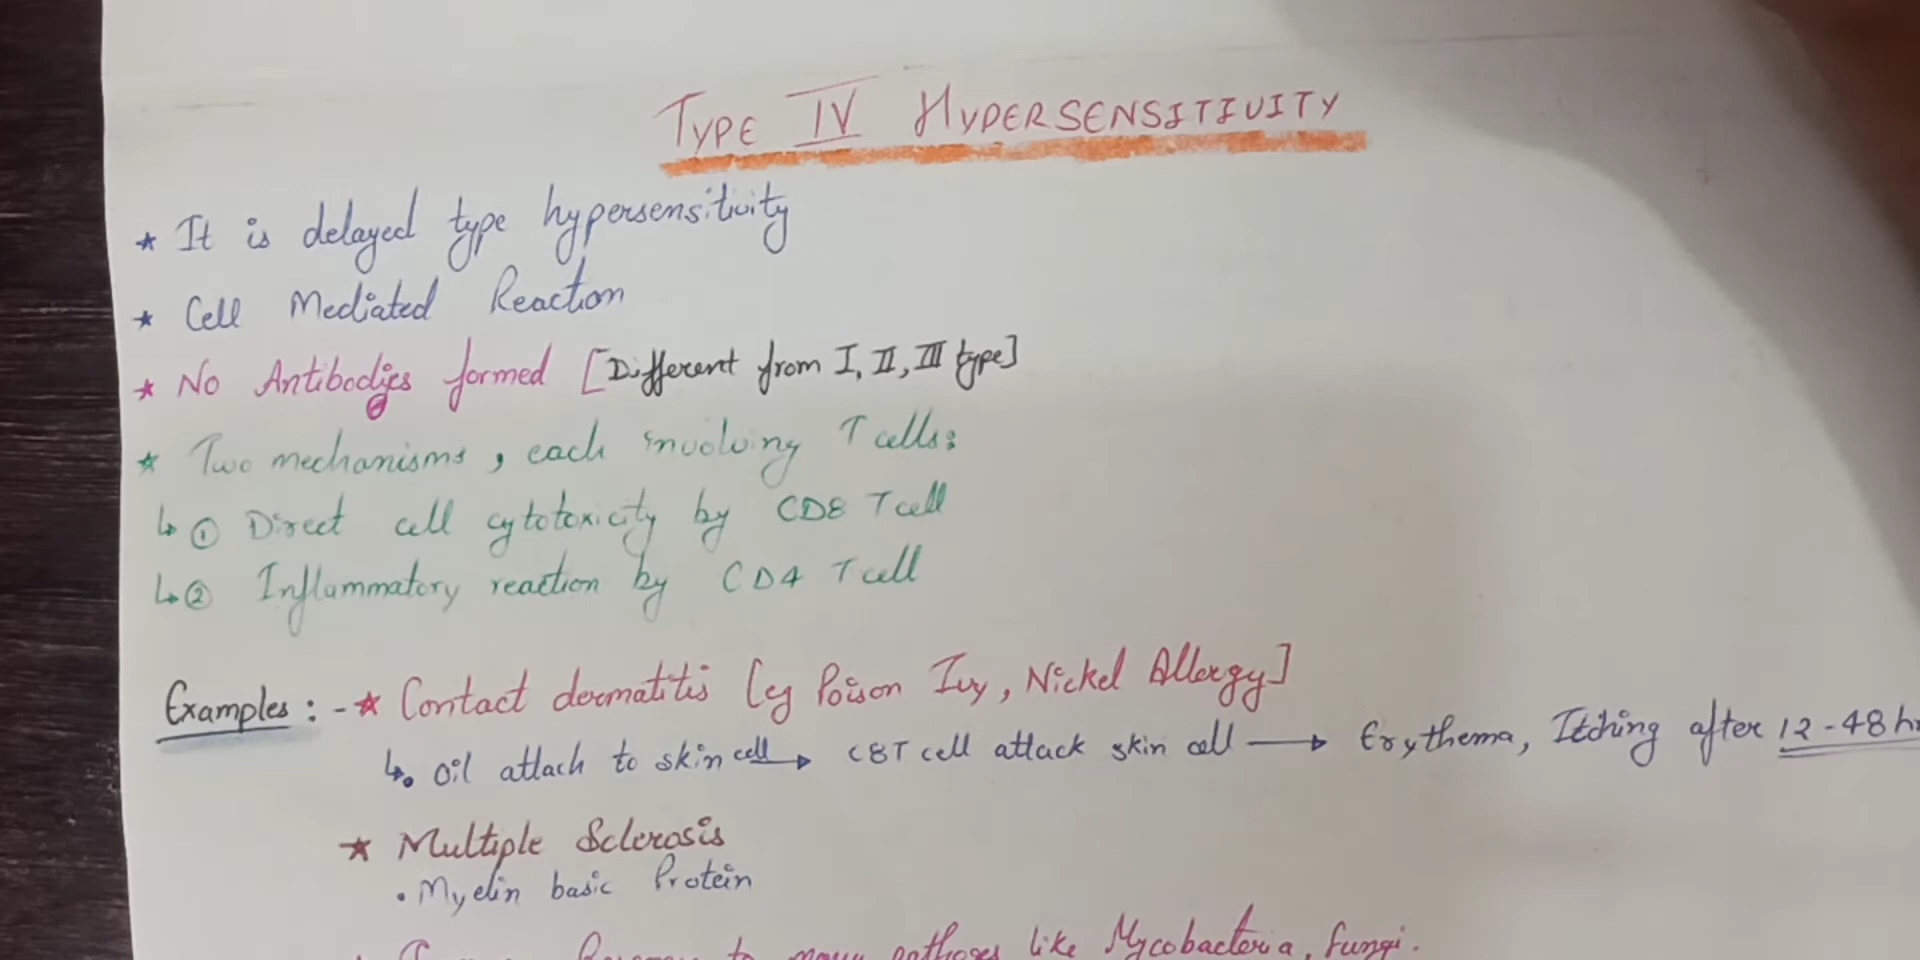 TYPE IV HYPERSENSITIVITY
★ It is delayed type hypersensitivity
★ Cell Mediated Reaction
★ No Antibodies formed [Different from I, II, III type]
★ Two mechanisms, each involving T cells:
↳ ① Direct cell cytotoxicity by CD8 T cell
↳ ② Inflammatory reaction by CD4 T cell
Examples : - ★ Contact dermatitis [eg Poison Ivy, Nickel Allergy]
↳. Oil attach to skin cell → C8T cell attack skin cell → Erythema, Itching after 12-48 h
★ Multiple Sclerosis
. Myelin basic Protein
to many like Mycobacteria, fungi.